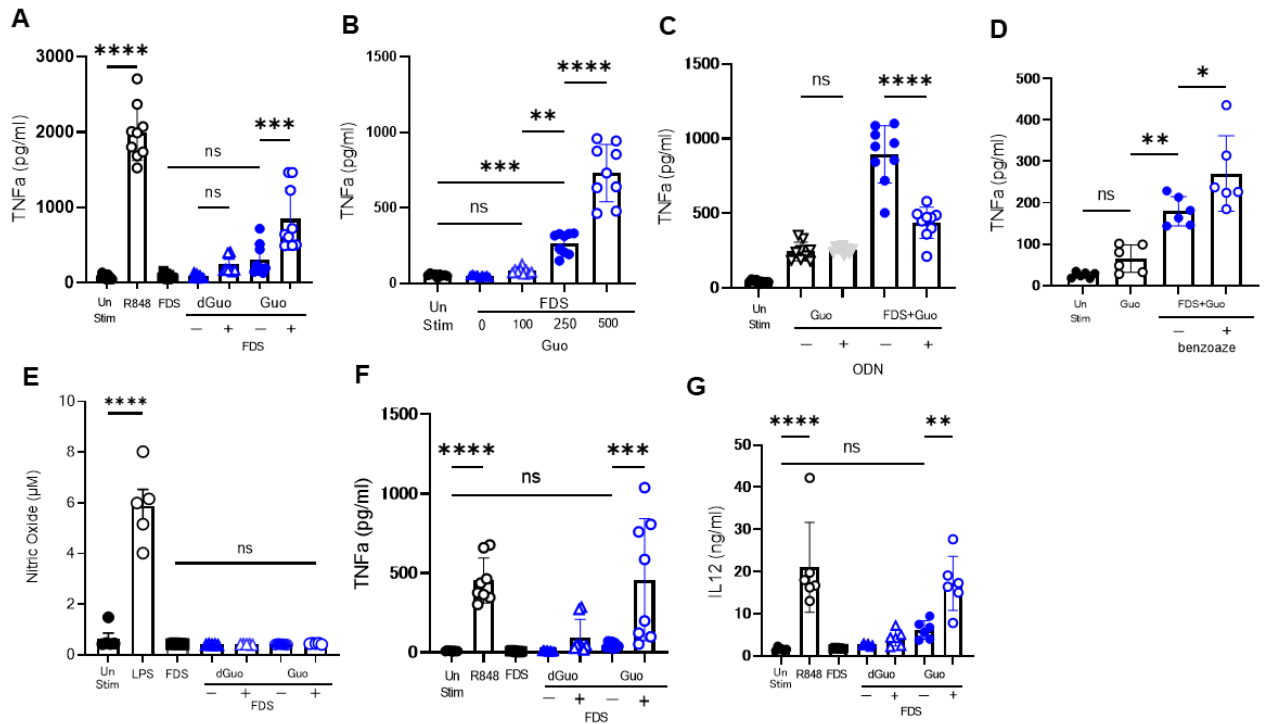 A
TNFa (pg/ml)
3000
2000
1000
0
****
ns
ns
***
Un Stim
R848
FDS
dGuo
Guo
− + − +
FDS
B
TNFa (pg/ml)
1500
1000
500
0
ns
***
**
****
Un Stim
FDS
0 100 250 500
Guo
C
TNFa (pg/ml)
1500
1000
500
0
ns
****
Un Stim
Guo
FDS+Guo
− + − +
ODN
D
TNFa (pg/ml)
500
400
300
200
100
0
ns
**
*
Un Stim
Guo
FDS+Guo
− +
benzoaze
E
Nitric Oxide (µM)
10
8
6
4
2
0
****
ns
Un Stim
LPS
FDS
dGuo
Guo
− + − +
FDS
F
TNFa (pg/ml)
1500
1000
500
0
****
ns
***
Un Stim
R848
FDS
dGuo
Guo
− + − +
FDS
G
IL12 (ng/ml)
50
40
30
20
10
0
****
ns
**
Un Stim
R848
FDS
dGuo
Guo
− + − +
FDS